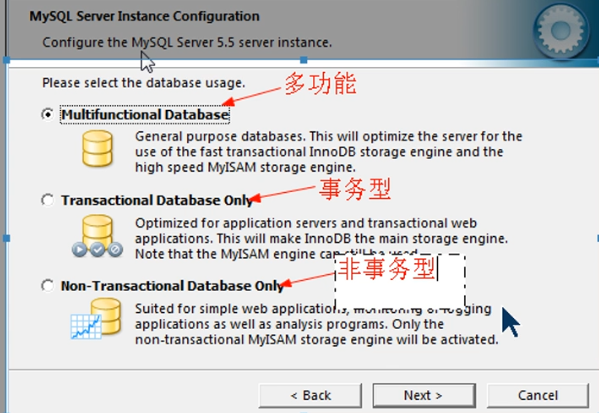 MySQL Server Instance Configuration
Configure the MySQL Server 5.5 server instance.
Please select the database usage.
多功能
Multifunctional Database
General purpose databases. This will optimize the server for the
use of the fast transactional InnoDB storage engine and the
high speed MyISAM storage engine.
事务型
Transactional Database Only
Optimized for application servers and transactional web
applications. This will make InnoDB the main storage engine.
Note that the MyISAM engine can still be used.
非事务型
Non-Transactional Database Only
Suited for simple web applications, monitoring or logging
applications as well as analysis programs. Only the
non-transactional MyISAM storage engine will be activated.
< Back
Next >
Cancel